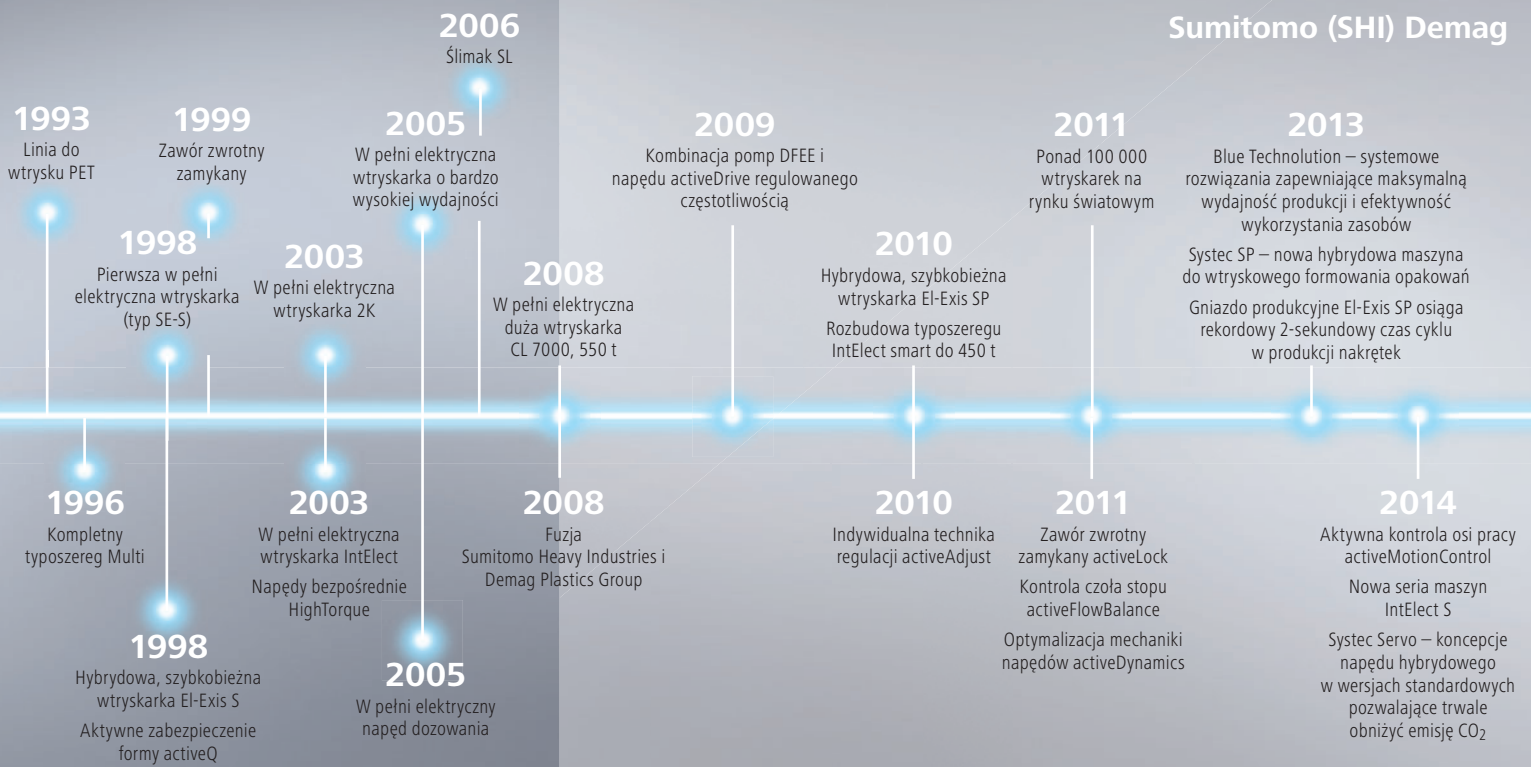 Sumitomo (SHI) Demag
1993
Linia do
wtrysku PET
1996
Kompletny
typoszereg Multi
1998
Pierwsza w pełni
elektryczna wtryskarka
(typ SE-S)
1998
Hybrydowa, szybkobieżna
wtryskarka El-Exis S
Aktywne zabezpieczenie
formy activeQ
1999
Zawór zwrotny
zamykany
2003
W pełni elektryczna
wtryskarka 2K
2003
W pełni elektryczna
wtryskarka IntElect
Napędy bezpośrednie
HighTorque
2005
W pełni elektryczna
wtryskarka o bardzo
wysokiej wydajności
2005
W pełni elektryczny
napęd dozowania
2006
Ślimak SL
2008
W pełni elektryczna
duża wtryskarka
CL 7000, 550 t
2008
Fuzja
Sumitomo Heavy Industries i
Demag Plastics Group
2009
Kombinacja pomp DFEE i
napędu activeDrive regulowanego
częstotliwością
2010
Hybrydowa, szybkobieżna
wtryskarka El-Exis SP
Rozbudowa typoszeregu
IntElect smart do 450 t
2010
Indywidualna technika
regulacji activeAdjust
2011
Ponad 100 000
wtryskarek na
rynku światowym
2011
Zawór zwrotny
zamykany activeLock
Kontrola czoła stopu
activeFlowBalance
Optymalizacja mechaniki
napędów activeDynamics
2013
Blue Technolution – systemowe
rozwiązania zapewniające maksymalną
wydajność produkcji i efektywność
wykorzystania zasobów
Systec SP – nowa hybrydowa maszyna
do wtryskowego formowania opakowań
Gniazdo produkcyjne El-Exis SP osiąga
rekordowy 2-sekundowy czas cyklu
w produkcji nakrętek
2014
Aktywna kontrola osi pracy
activeMotionControl
Nowa seria maszyn
IntElect S
Systec Servo – koncepcje
napędu hybrydowego
w wersjach standardowych
pozwalające trwale
obniżyć emisję CO₂